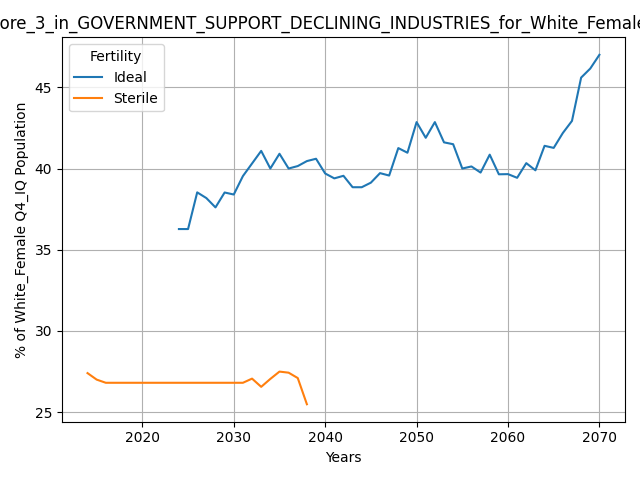 ore_3_in_GOVERNMENT_SUPPORT_DECLINING_INDUSTRIES_for_White_Female
Fertility
Ideal
Sterile
% of White_Female Q4_IQ Population
45
40
35
30
25
2020 2030 2040 2050 2060 2070
Years